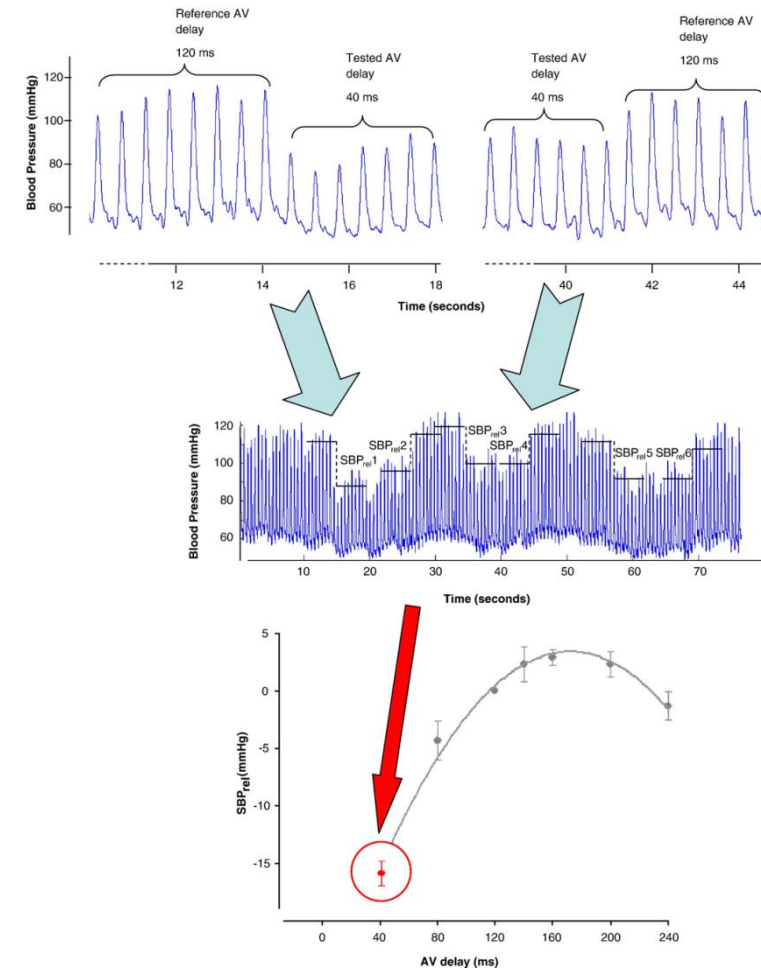 Reference AV
delay
120 ms
Tested AV
delay
40 ms
Tested AV
delay
40 ms
Reference AV
delay
120 ms
Blood Pressure (mmHg)
120
100
80
60
12 14 16 18 40 42 44
Time (seconds)
Blood Pressure (mmHg)
120
100
80
60
SBPrel1 SBPrel2 SBPrel3 SBPrel4 SBPrel5 SBPrel6
10 20 30 40 50 60 70
Time (seconds)
SBPrel(mmHg)
5
0
-5
-10
-15
0 40 80 120 160 200 240
AV delay (ms)